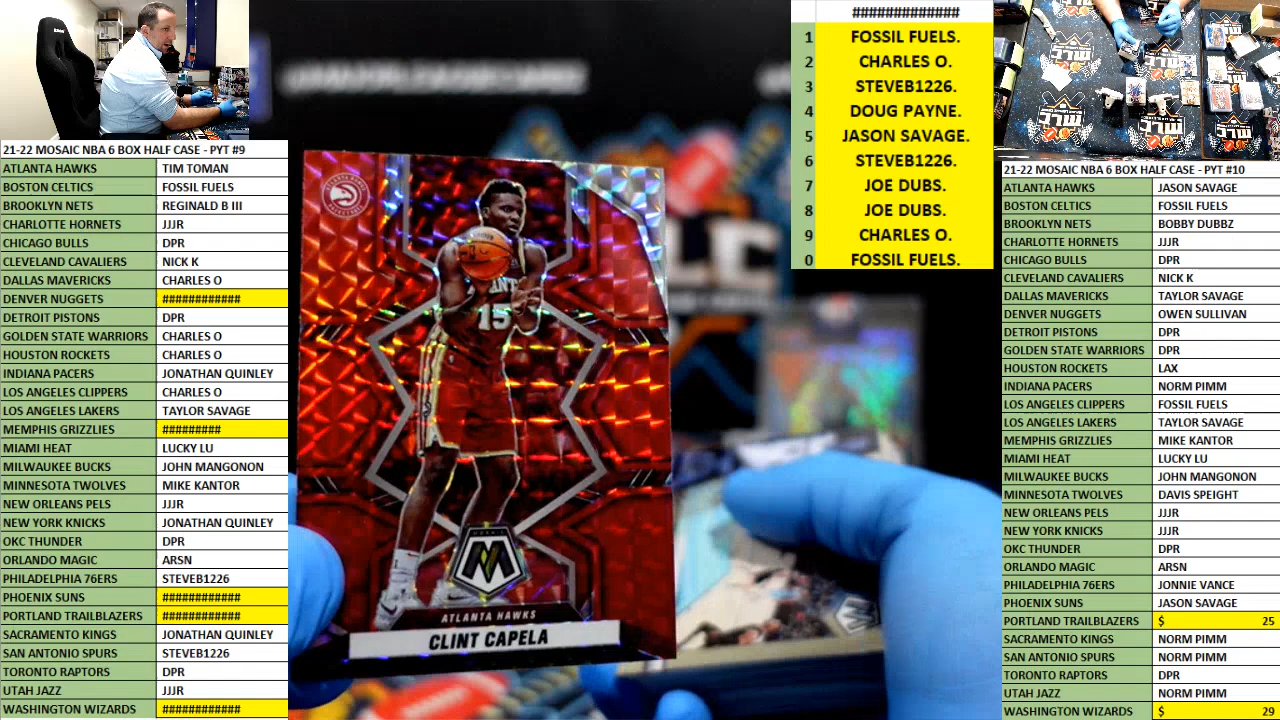 21-22 MOSAIC NBA 6 BOX HALF CASE - PYT #9
ATLANTA HAWKS TIM TOMAN
BOSTON CELTICS FOSSIL FUELS
BROOKLYN NETS REGINALD B III
CHARLOTTE HORNETS JJJR
CHICAGO BULLS DPR
CLEVELAND CAVALIERS NICK K
DALLAS MAVERICKS CHARLES O
DENVER NUGGETS ############
DETROIT PISTONS DPR
GOLDEN STATE WARRIORS CHARLES O
HOUSTON ROCKETS CHARLES O
INDIANA PACERS JONATHAN QUINLEY
LOS ANGELES CLIPPERS CHARLES O
LOS ANGELES LAKERS TAYLOR SAVAGE
MEMPHIS GRIZZLIES #########
MIAMI HEAT LUCKY LU
MILWAUKEE BUCKS JOHN MANGONON
MINNESOTA TWOLVES MIKE KANTOR
NEW ORLEANS PELS JJJR
NEW YORK KNICKS JONATHAN QUINLEY
OKC THUNDER DPR
ORLANDO MAGIC ARSN
PHILADELPHIA 76ERS STEVEB1226
PHOENIX SUNS ############
PORTLAND TRAILBLAZERS ############
SACRAMENTO KINGS JONATHAN QUINLEY
SAN ANTONIO SPURS STEVEB1226
TORONTO RAPTORS DPR
UTAH JAZZ JJJR
WASHINGTON WIZARDS ############
ATLANTA HAWKS
15
M
ATLANTA HAWKS
CLINT CAPELA
#############
1 FOSSIL FUELS.
2 CHARLES O.
3 STEVEB1226.
4 DOUG PAYNE.
5 JASON SAVAGE.
6 STEVEB1226.
7 JOE DUBS.
8 JOE DUBS.
9 CHARLES O.
0 FOSSIL FUELS.
MLC
21-22 MOSAIC NBA 6 BOX HALF CASE - PYT #10
ATLANTA HAWKS JASON SAVAGE
BOSTON CELTICS FOSSIL FUELS
BROOKLYN NETS BOBBY DUBBZ
CHARLOTTE HORNETS JJJR
CHICAGO BULLS DPR
CLEVELAND CAVALIERS NICK K
DALLAS MAVERICKS TAYLOR SAVAGE
DENVER NUGGETS OWEN SULLIVAN
DETROIT PISTONS DPR
GOLDEN STATE WARRIORS DPR
HOUSTON ROCKETS LAX
INDIANA PACERS NORM PIMM
LOS ANGELES CLIPPERS FOSSIL FUELS
LOS ANGELES LAKERS TAYLOR SAVAGE
MEMPHIS GRIZZLIES MIKE KANTOR
MIAMI HEAT LUCKY LU
MILWAUKEE BUCKS JOHN MANGONON
MINNESOTA TWOLVES DAVIS SPEIGHT
NEW ORLEANS PELS JJJR
NEW YORK KNICKS JJJR
OKC THUNDER DPR
ORLANDO MAGIC ARSN
PHILADELPHIA 76ERS JONNIE VANCE
PHOENIX SUNS JASON SAVAGE
PORTLAND TRAILBLAZERS $ 25
SACRAMENTO KINGS NORM PIMM
SAN ANTONIO SPURS NORM PIMM
TORONTO RAPTORS DPR
UTAH JAZZ NORM PIMM
WASHINGTON WIZARDS $ 29